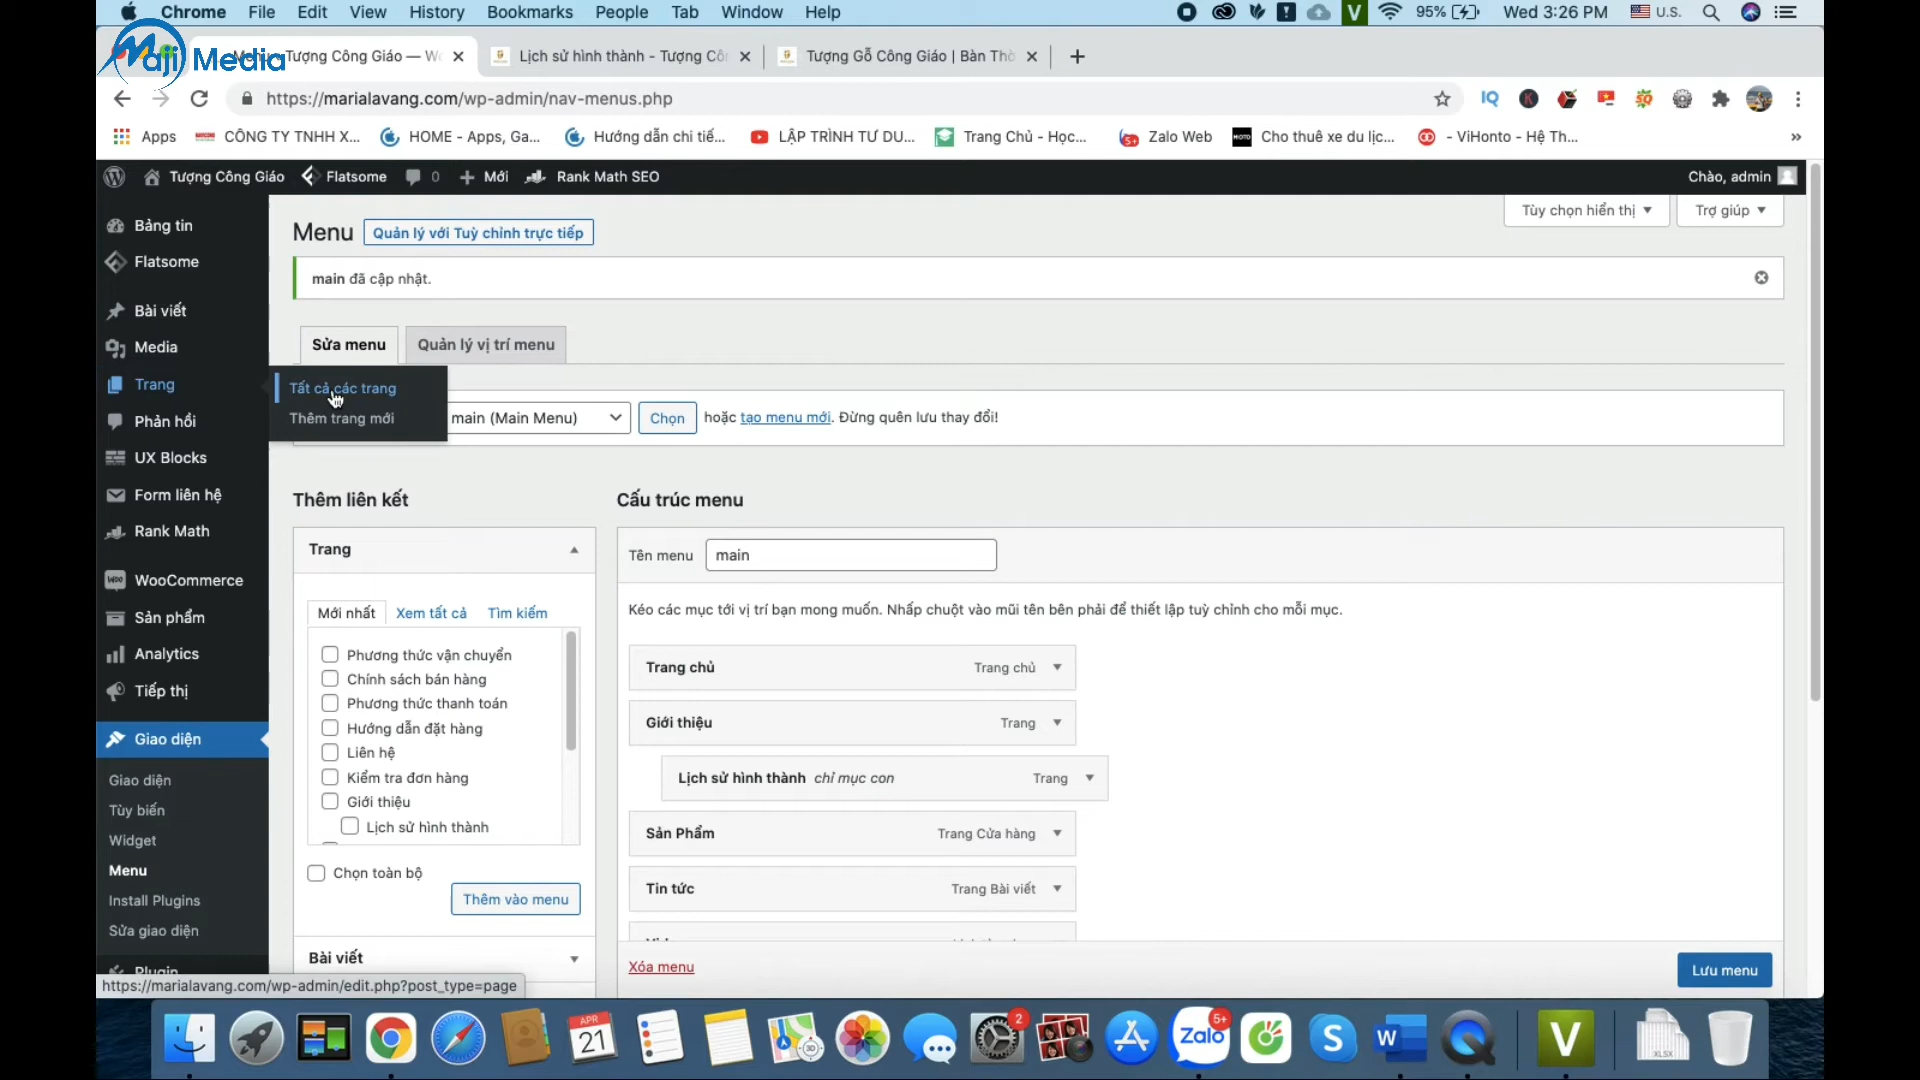 Chrome File Edit View History Bookmarks People Tab Window Help 95% Wed 3:26 PM U.S.
Maji Media
Tượng Công Giáo — Wo Lịch sử hình thành - Tượng Cô Tượng Gỗ Công Giáo | Bàn Thờ
https://marialavang.com/wp-admin/nav-menus.php
Apps CÔNG TY TNHH X... HOME - Apps, Ga... Hướng dẫn chi tiế... LẬP TRÌNH TƯ DU... Trang Chủ - Học... Zalo Web Cho thuê xe du lịc... - ViHonto - Hệ Th... »
Tượng Công Giáo Flatsome 0 Mới Rank Math SEO Chào, admin
Tùy chọn hiển thị Trợ giúp
Bảng tin
Flatsome
Bài viết
Media
Trang
Tất cả các trang
Thêm trang mới
Phản hồi
UX Blocks
Form liên hệ
Rank Math
WooCommerce
Sản phẩm
Analytics
Tiếp thị
Giao diện
Giao diện
Tùy biến
Widget
Menu
Install Plugins
Sửa giao diện
Plugin
Menu Quản lý với Tuỳ chỉnh trực tiếp
main đã cập nhật.
Sửa menu Quản lý vị trí menu
main (Main Menu) Chọn hoặc tạo menu mới. Đừng quên lưu thay đổi!
Thêm liên kết
Trang
Mới nhất Xem tất cả Tìm kiếm
Phương thức vận chuyển
Chính sách bán hàng
Phương thức thanh toán
Hướng dẫn đặt hàng
Liên hệ
Kiểm tra đơn hàng
Giới thiệu
Lịch sử hình thành
Chọn toàn bộ
Thêm vào menu
Bài viết
Cấu trúc menu
Tên menu main
Kéo các mục tới vị trí bạn mong muốn. Nhấp chuột vào mũi tên bên phải để thiết lập tuỳ chỉnh cho mỗi mục.
Trang chủ Trang chủ
Giới thiệu Trang
Lịch sử hình thành chỉ mục con Trang
Sản Phẩm Trang Cửa hàng
Tin tức Trang Bài viết
Xóa menu Lưu menu
https://marialavang.com/wp-admin/edit.php?post_type=page
APR
21
2
Zalo
5+
S
W
V
XLSX